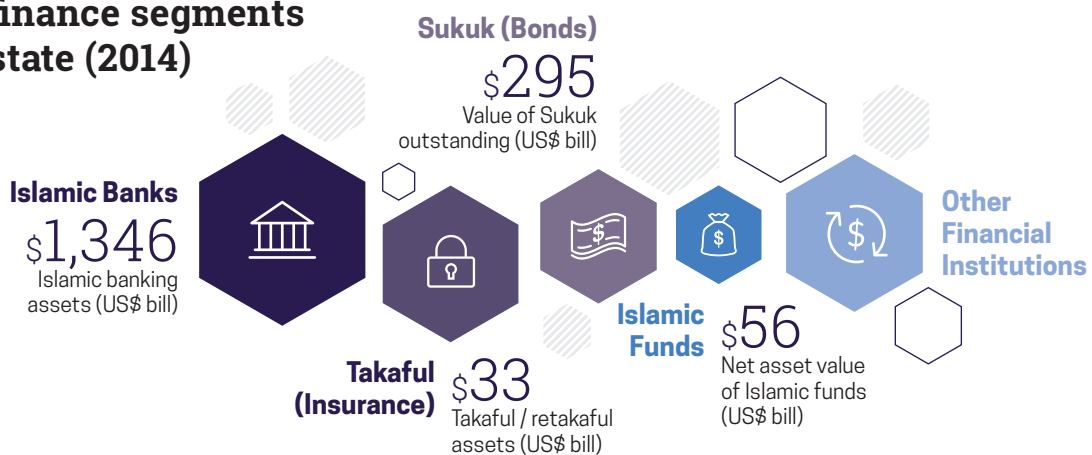 finance segments
state (2014)
Sukuk (Bonds)
$295
Value of Sukuk
outstanding (US$ bill)
Islamic Banks
$1,346
Islamic banking
assets (US$ bill)
$
$
$
Other
Financial
Institutions
Islamic
Funds
$56
Net asset value
of Islamic funds
(US$ bill)
Takaful
(Insurance)
$33
Takaful / retakaful
assets (US$ bill)